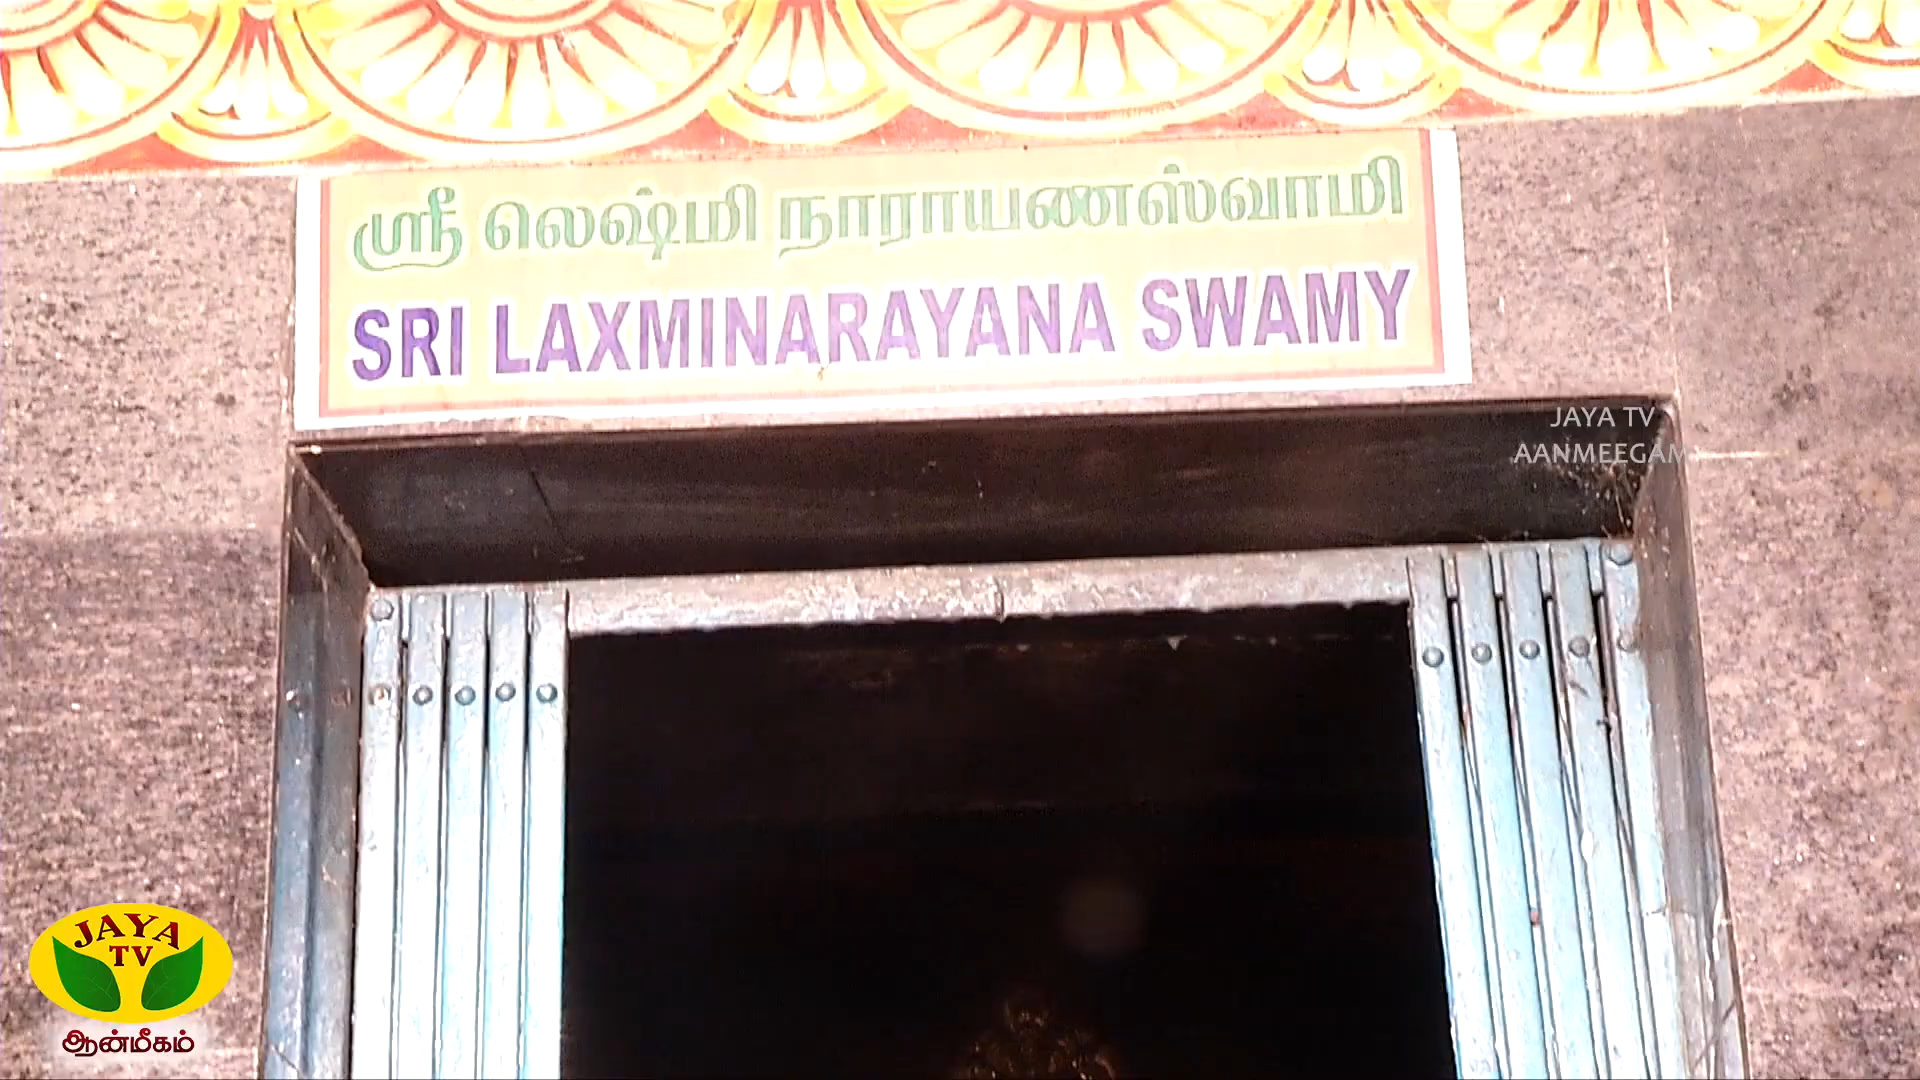 ஸ்ரீ லெஷ்மி நாராயணஸ்வாமி
SRI LAXMINARAYANA SWAMY
JAYA TV
AANMEEGAM
JAYA
TV
ஆன்மீகம்